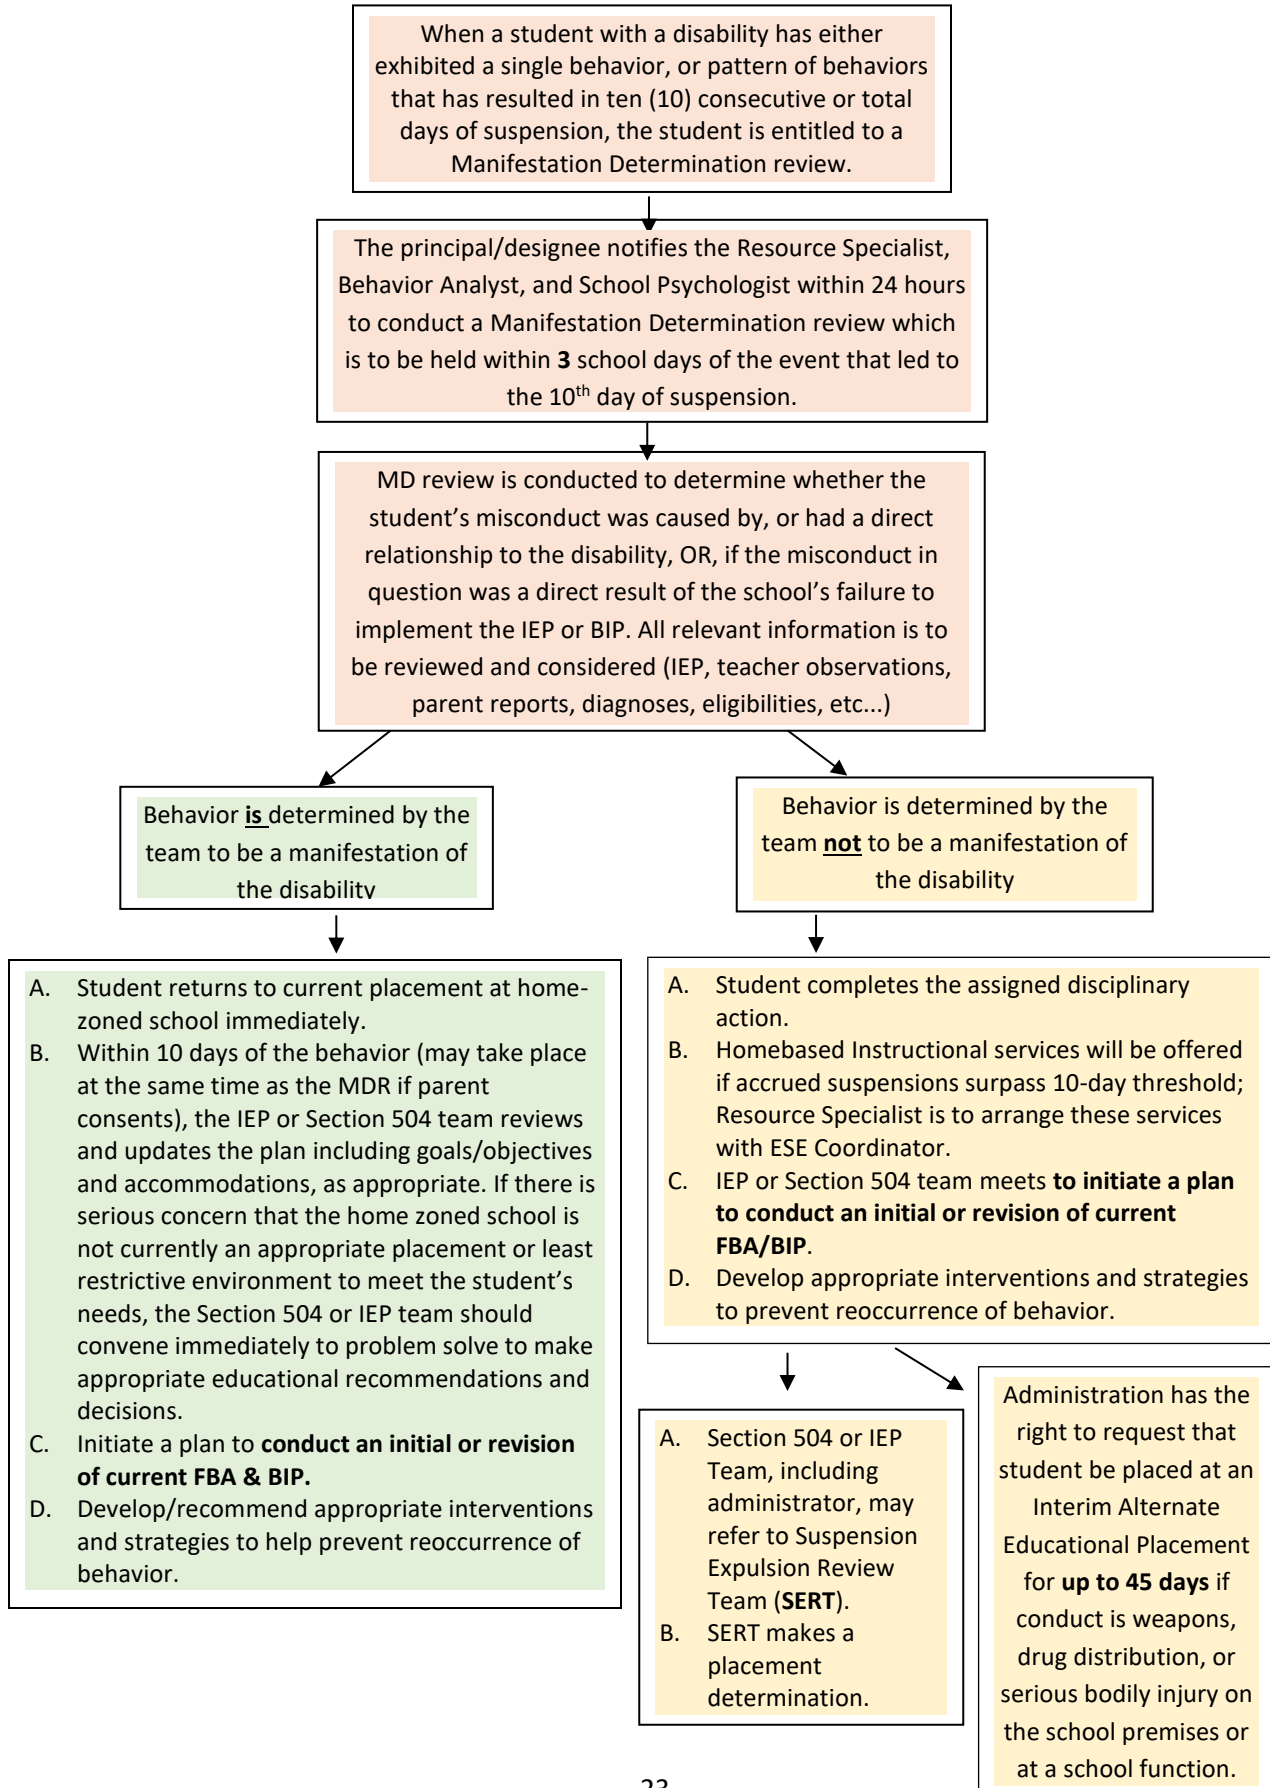 When a student with a disability has either
exhibited a single behavior, or pattern of behaviors
that has resulted in ten (10) consecutive or total
days of suspension, the student is entitled to a
Manifestation Determination review.
The principal/designee notifies the Resource Specialist,
Behavior Analyst, and School Psychologist within 24 hours
to conduct a Manifestation Determination review which
is to be held within 3 school days of the event that led to
the 10th day of suspension.
MD review is conducted to determine whether the
student’s misconduct was caused by, or had a direct
relationship to the disability, OR, if the misconduct in
question was a direct result of the school’s failure to
implement the IEP or BIP. All relevant information is to
be reviewed and considered (IEP, teacher observations,
parent reports, diagnoses, eligibilities, etc...)
Behavior is determined by the
team to be a manifestation of
the disability
Behavior is determined by the
team not to be a manifestation of
the disability
A. Student returns to current placement at home-
zoned school immediately.
B. Within 10 days of the behavior (may take place
at the same time as the MDR if parent
consents), the IEP or Section 504 team reviews
and updates the plan including goals/objectives
and accommodations, as appropriate. If there is
serious concern that the home zoned school is
not currently an appropriate placement or least
restrictive environment to meet the student’s
needs, the Section 504 or IEP team should
convene immediately to problem solve to make
appropriate educational recommendations and
decisions.
C. Initiate a plan to conduct an initial or revision
of current FBA & BIP.
D. Develop/recommend appropriate interventions
and strategies to help prevent reoccurrence of
behavior.
A. Student completes the assigned disciplinary
action.
B. Homebased Instructional services will be offered
if accrued suspensions surpass 10-day threshold;
Resource Specialist is to arrange these services
with ESE Coordinator.
C. IEP or Section 504 team meets to initiate a plan
to conduct an initial or revision of current
FBA/BIP.
D. Develop appropriate interventions and strategies
to prevent reoccurrence of behavior.
A. Section 504 or IEP
Team, including
administrator, may
refer to Suspension
Expulsion Review
Team (SERT).
B. SERT makes a
placement
determination.
Administration has the
right to request that
student be placed at an
Interim Alternate
Educational Placement
for up to 45 days if
conduct is weapons,
drug distribution, or
serious bodily injury on
the school premises or
at a school function.
23